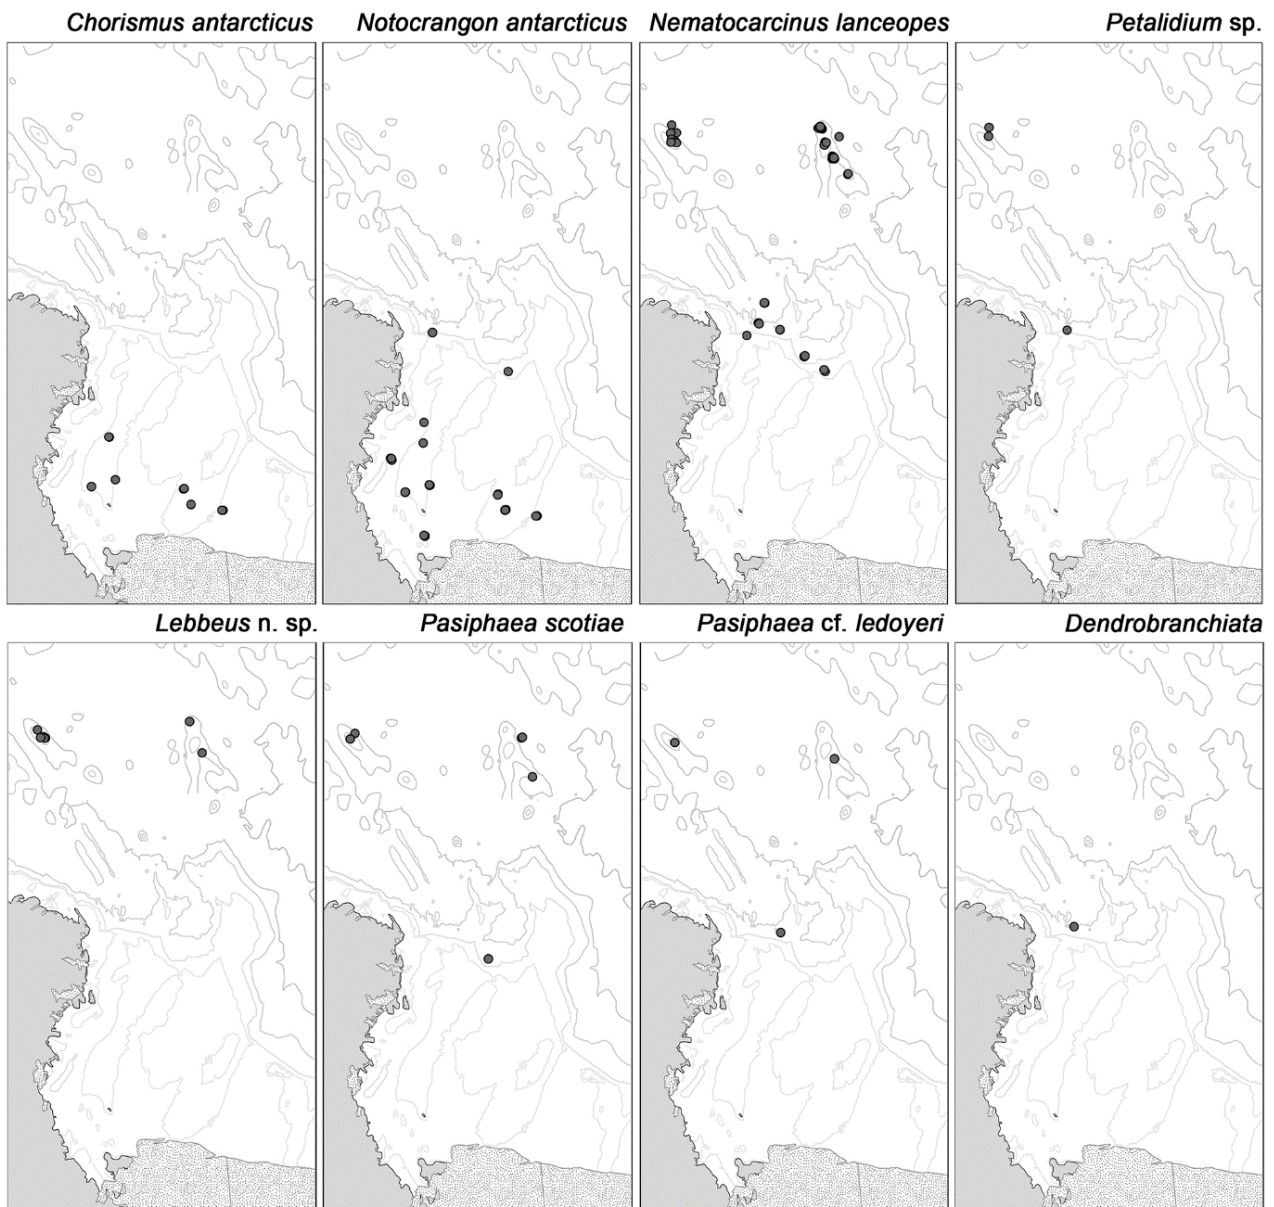 Chorismus antarcticus
Notocrangon antarcticus
Nematocarcinus lanceopes
Petalidium sp.
Lebbeus n. sp.
Pasiphaea scotiae
Pasiphaea cf. ledoyeri
Dendrobranchiata